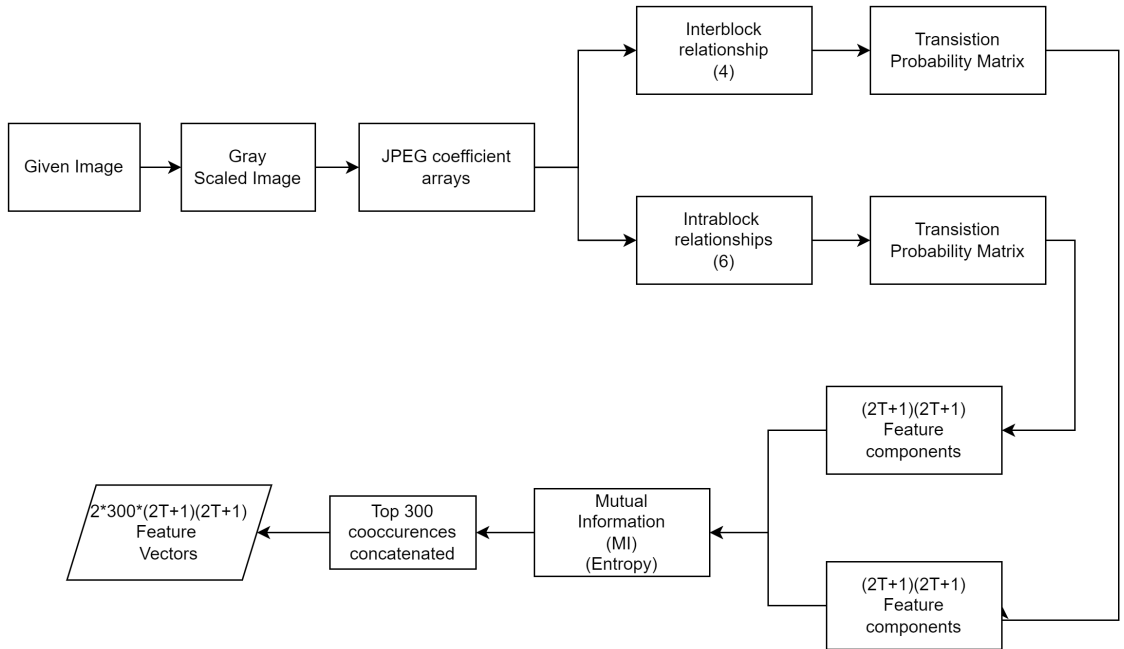 Interblock
relationship
(4)
Transistion
Probability Matrix
Given Image
Gray
Scaled Image
JPEG coefficient
arrays
Intrablock
relationships
(6)
Transistion
Probability Matrix
(2T+1)(2T+1)
Feature
components
2*300*(2T+1)(2T+1)
Feature
Vectors
Top 300
cooccurences
concatenated
Mutual
Information
(MI)
(Entropy)
(2T+1)(2T+1)
Feature
components